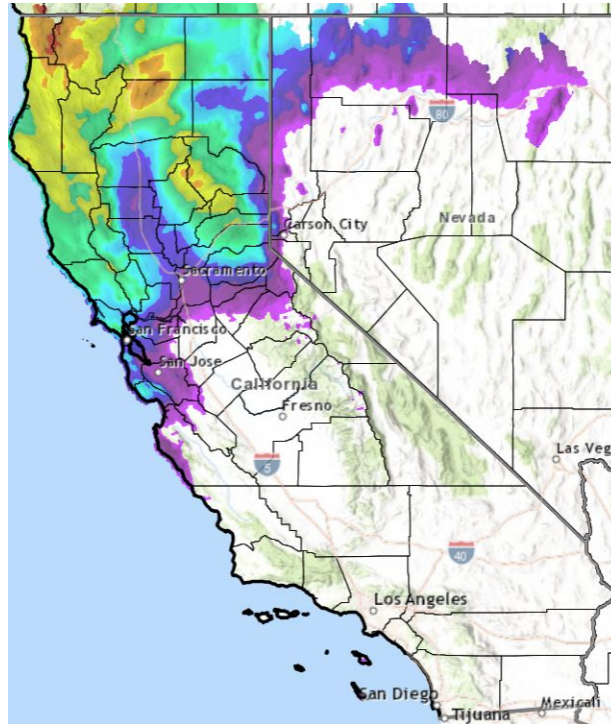 80
Carson City
Nevada
Sacramento
San Francisco
San Jose
California
Fresno
Las Veg
5
40
Los Angeles
San Diego
Tijuana
Mexicali